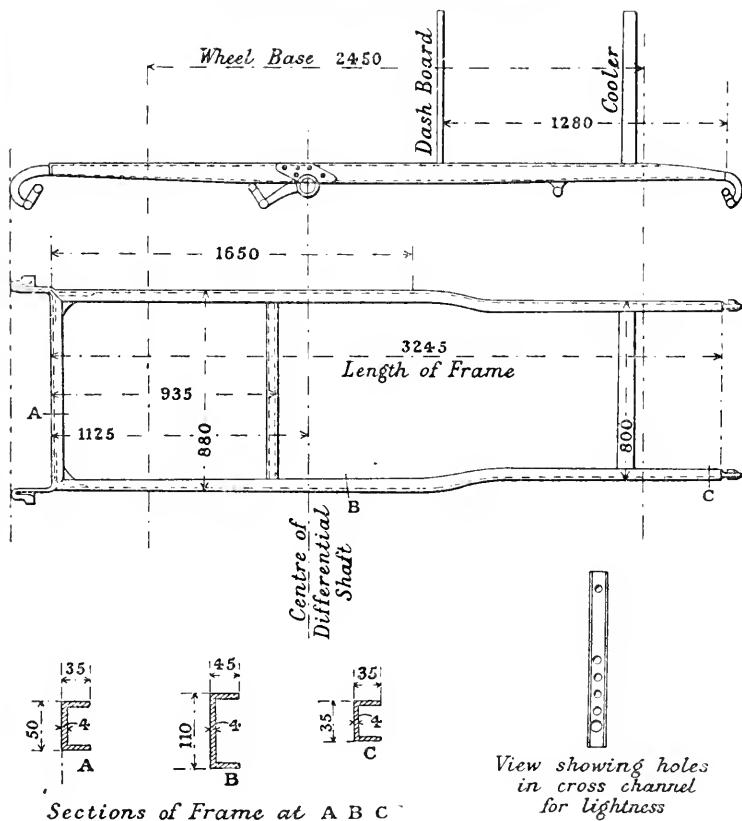 Wheel Base 2450
Dash Board
Cooler
1280
1650
3245
Length of Frame
935
A
1125
880
800
B
C
Centre of
Differential
Shaft
35
50
4
A
45
110
4
B
35
35
4
C
View showing holes
in cross channel
for lightness
Sections of Frame at A B C